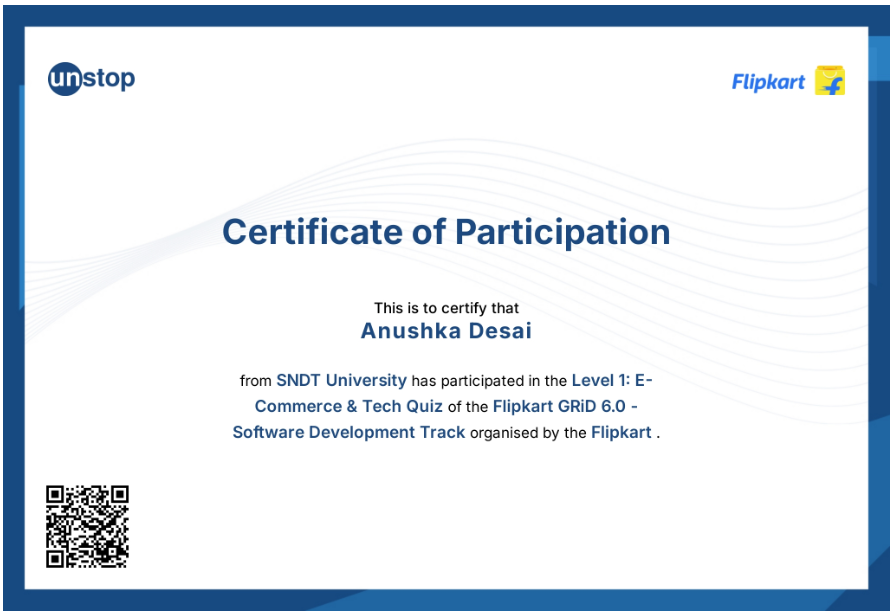 unstop
Flipkart
Certificate of Participation
This is to certify that
Anushka Desai
from SNDT University has participated in the Level 1: E-
Commerce & Tech Quiz of the Flipkart GRiD 6.0 -
Software Development Track organised by the Flipkart .